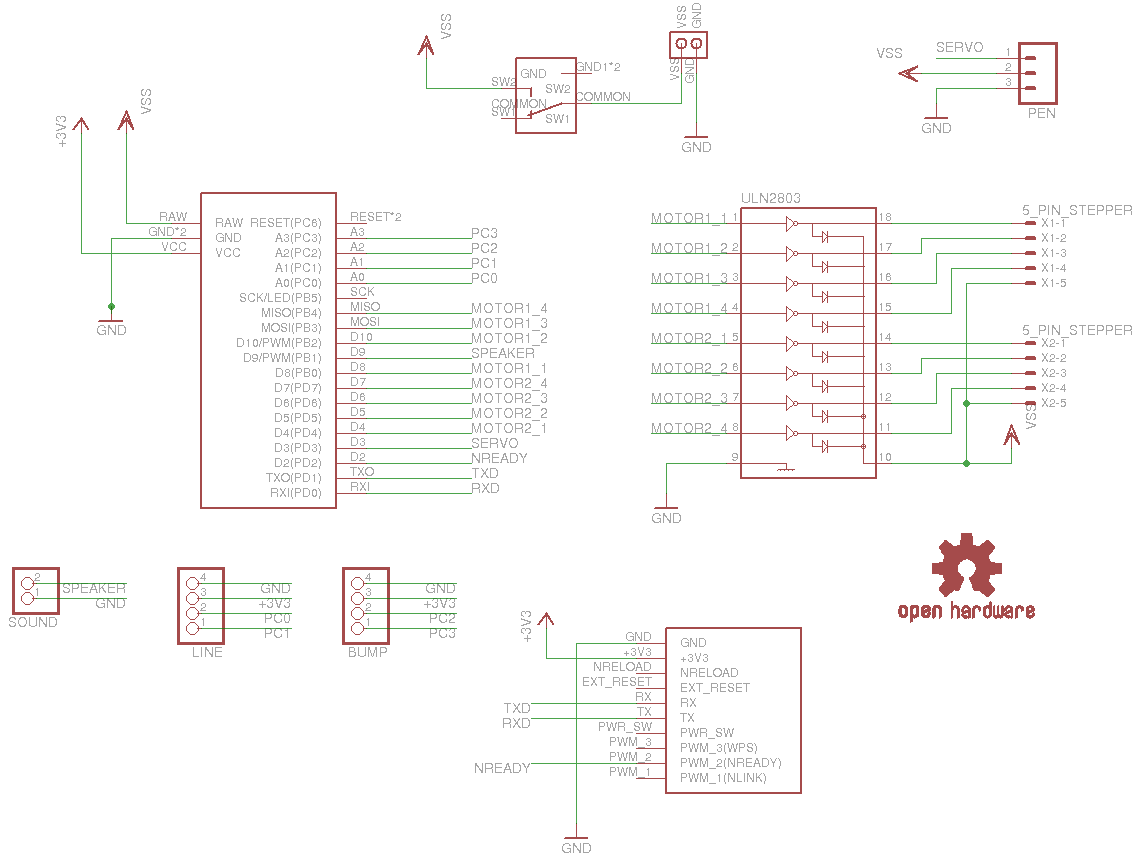 VSS
VSS
GND
SW2
GND
GND1*2
SW2
COMMON
COMMON
SW1
SW1
VSS
GND
GND
VSS
SERVO
1
2
3
GND
PEN
+3V3
VSS
RAW
GND*2
VCC
RAW RESET(PC6)
GND A3(PC3)
VCC A2(PC2)
A1(PC1)
A0(PC0)
SCK/LED(PB5)
MISO(PB4)
MOSI(PB3)
D10/PWM(PB2)
D9/PWM(PB1)
D8(PB0)
D7(PD7)
D6(PD6)
D5(PD5)
D4(PD4)
D3(PD3)
D2(PD2)
TXO(PD1)
RXI(PD0)
RESET*2
A3 PC3
A2 PC2
A1 PC1
A0 PC0
SCK
MISO MOTOR1_4
MOSI MOTOR1_3
D10 MOTOR1_2
D9 SPEAKER
D8 MOTOR1_1
D7 MOTOR2_4
D6 MOTOR2_3
D5 MOTOR2_2
D4 MOTOR2_1
D3 SERVO
D2 NREADY
TXO TXD
RXI RXD
GND
ULN2803
MOTOR1_1 1 18
MOTOR1_2 2 17
MOTOR1_3 3 16
MOTOR1_4 4 15
MOTOR2_1 5 14
MOTOR2_2 6 13
MOTOR2_3 7 12
MOTOR2_4 8 11
9 10
GND
5_PIN_STEPPER
X1-1
X1-2
X1-3
X1-4
X1-5
5_PIN_STEPPER
X2-1
X2-2
X2-3
X2-4
X2-5
VSS
2 SPEAKER
1 GND
SOUND
4 GND
3 +3V3
2 PC0
1 PC1
LINE
4 GND
3 +3V3
2 PC2
1 PC3
BUMP
open hardware
+3V3
GND GND
+3V3 +3V3
NRELOAD NRELOAD
EXT_RESET EXT_RESET
TXD RX RX
RXD TX TX
PWR_SW PWR_SW
PWM_3 PWM_3(WPS)
NREADY PWM_2 PWM_2(NREADY)
PWM_1 PWM_1(NLINK)
GND